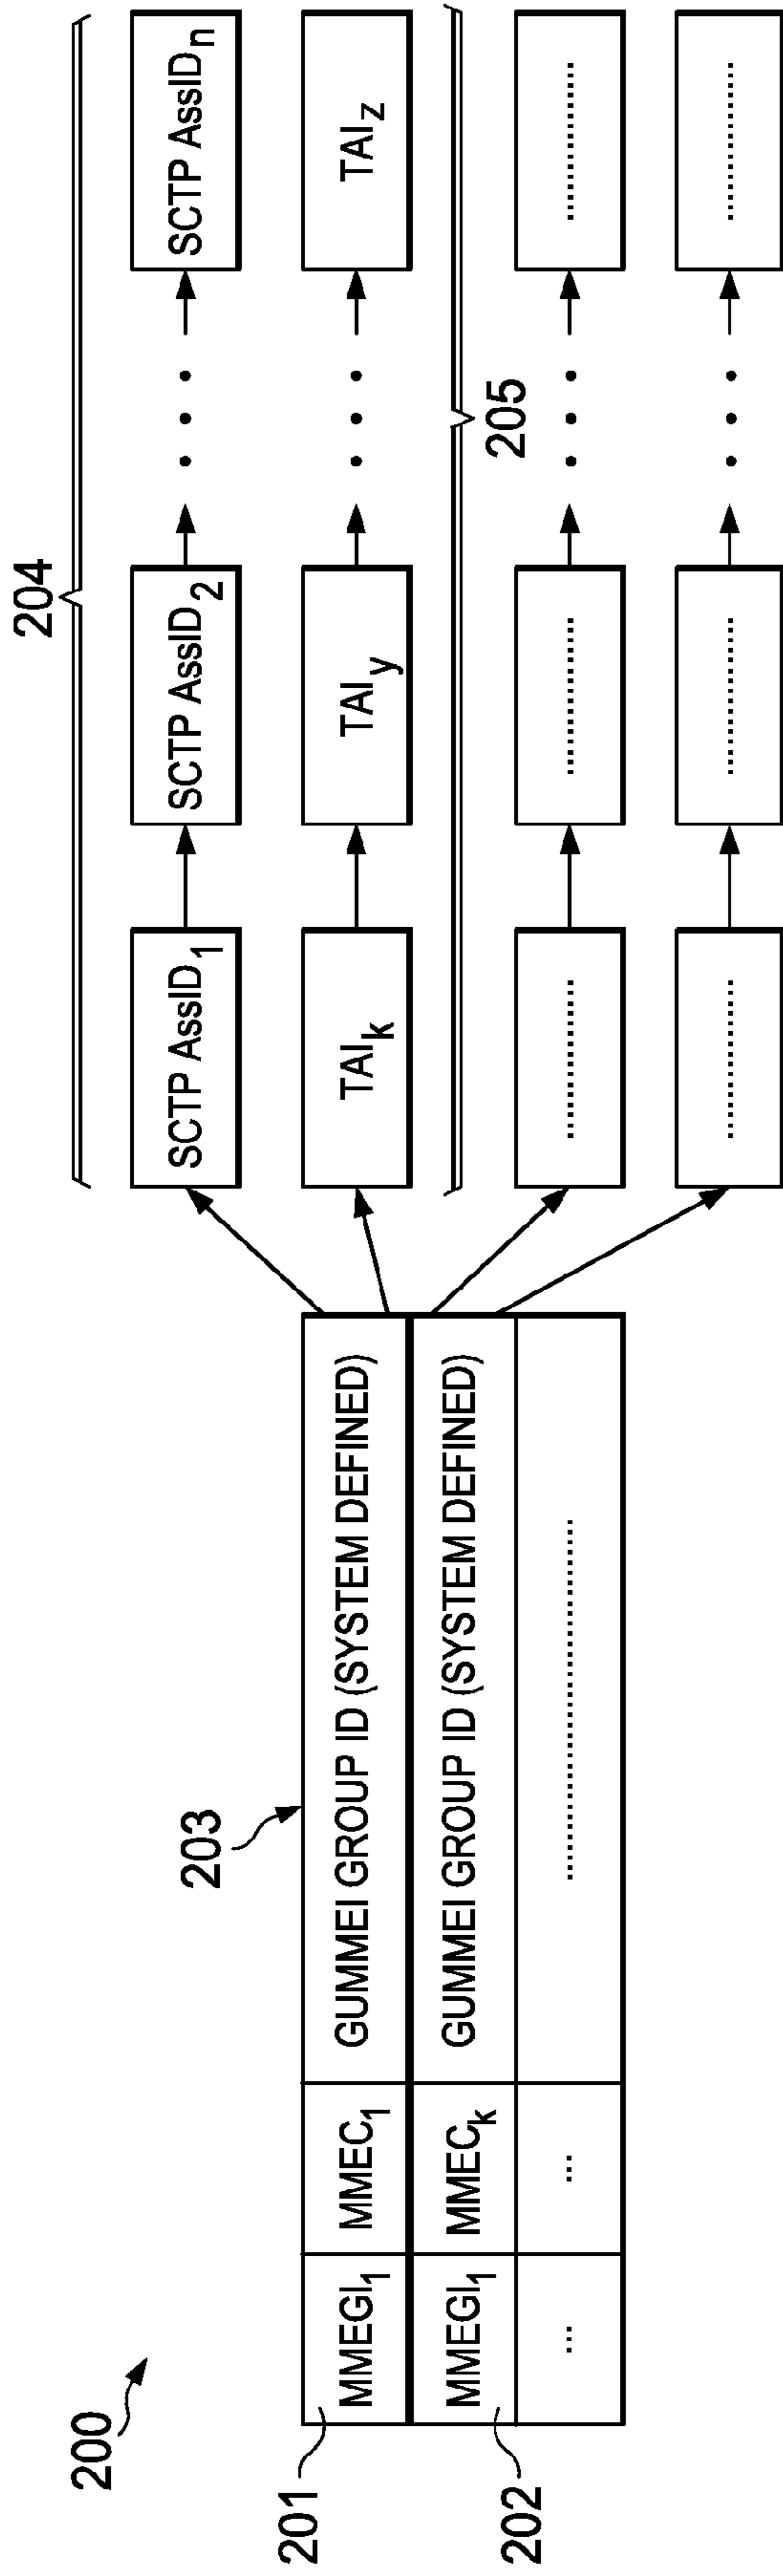 200
201
202
203
204
205
MMEGI1 MMEC1 GUMMEI GROUP ID (SYSTEM DEFINED)
MMEGI1 MMECk GUMMEI GROUP ID (SYSTEM DEFINED)
... ... ..............................
SCTP AssID1 SCTP AssID2 ... SCTP AssIDn
TAIk TAIy ... TAIz
.............. .............. ... ..............
.............. .............. ... ..............